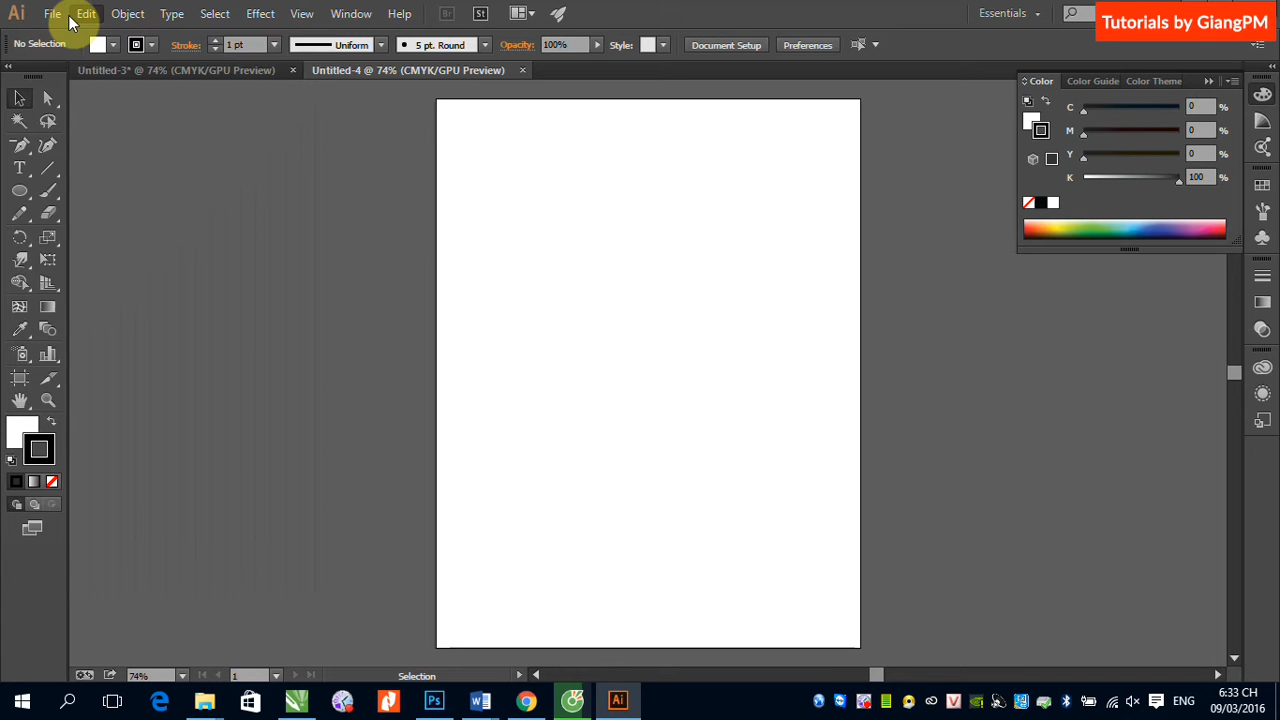 Ai File Edit Object Type Select Effect View Window Help Br St Essentials
Tutorials by GiangPM
No Selection Stroke: 1 pt Uniform 5 pt. Round Opacity: 100% Style: Document Setup Preferences
Untitled-3* @ 74% (CMYK/GPU Preview) × Untitled-4 @ 74% (CMYK/GPU Preview) ×
Color Color Guide Color Theme
C 0 %
M 0 %
Y 0 %
K 100 %
74% 1 Selection
ENG 6:33 CH
09/03/2016